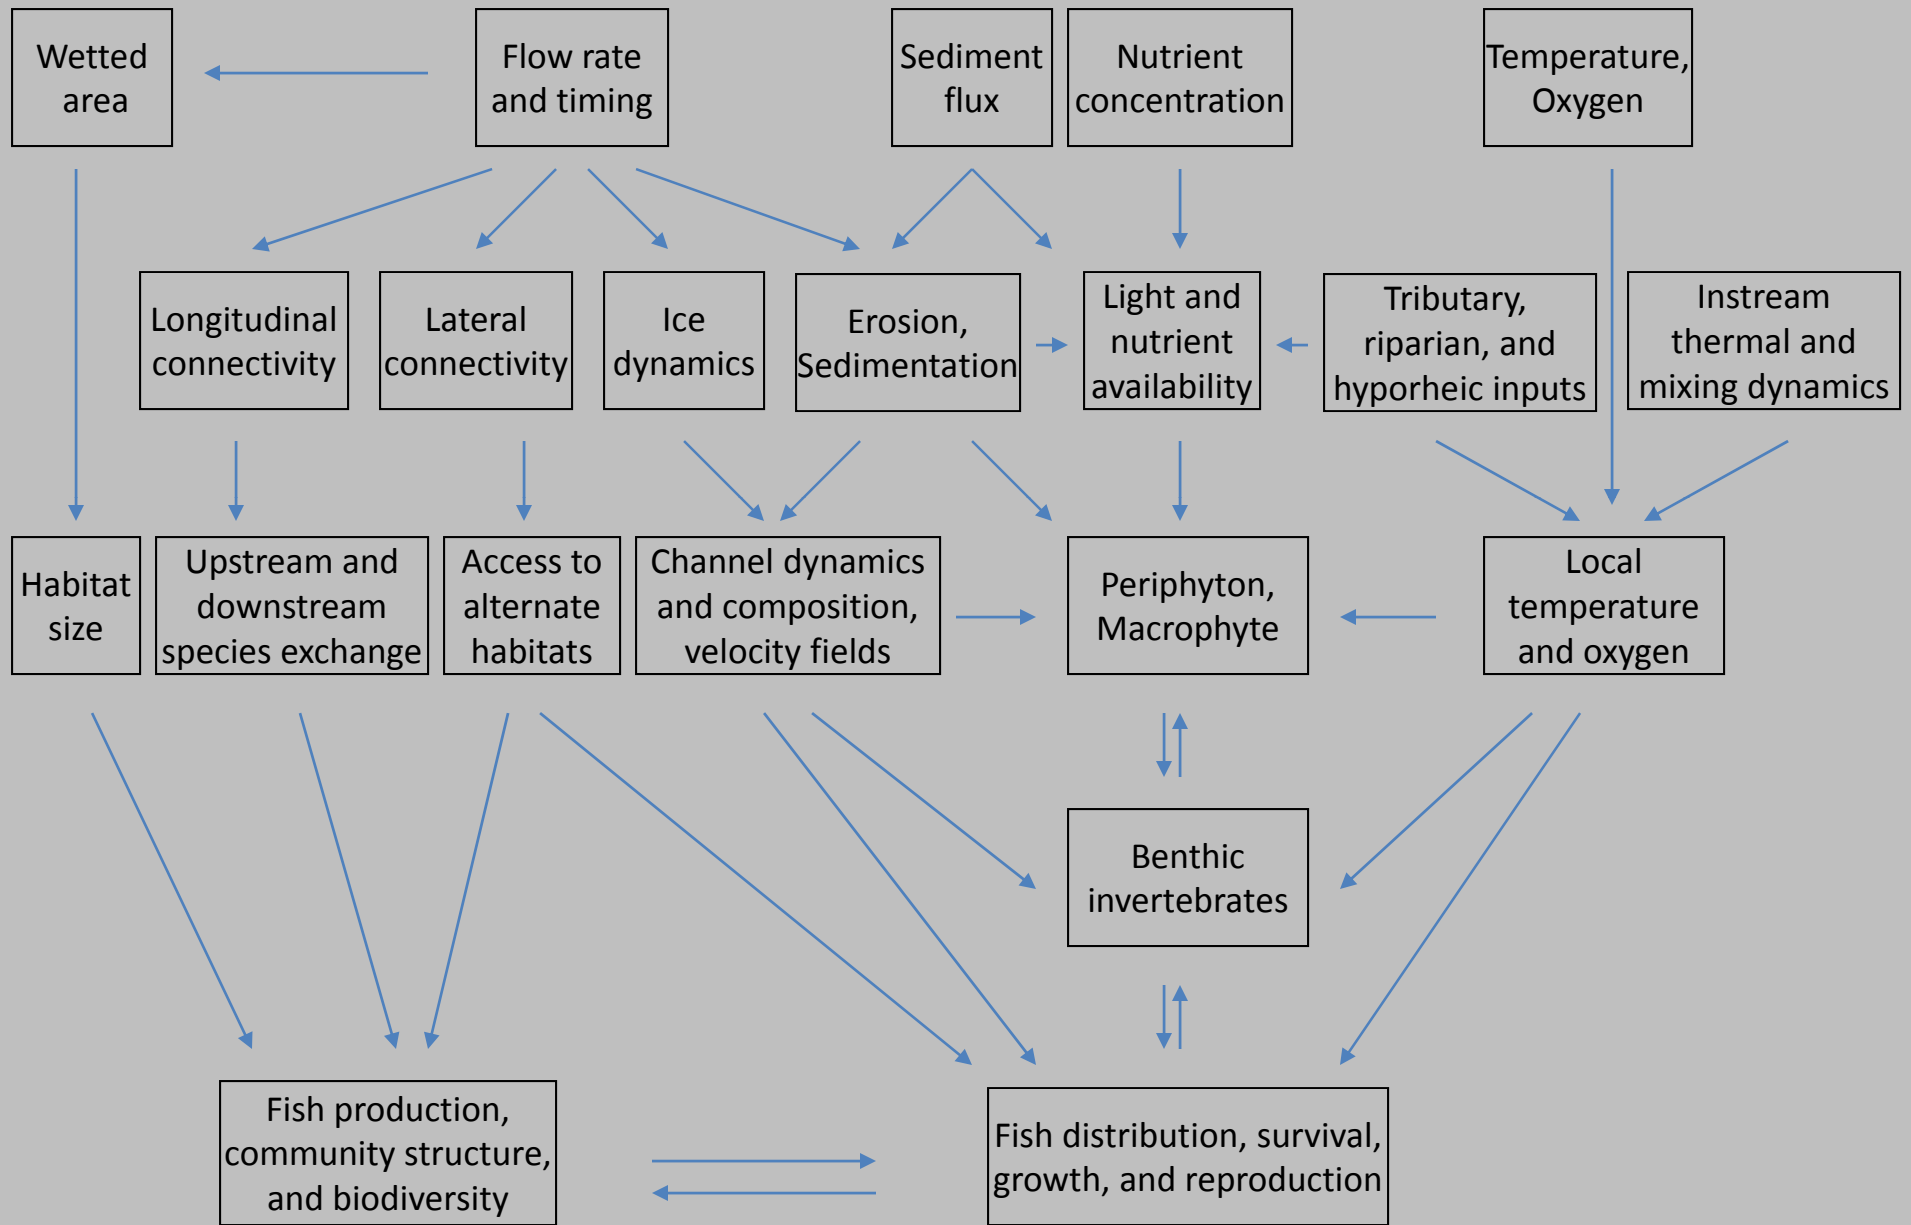 Wetted
area
Flow rate
and timing
Sediment
flux
Nutrient
concentration
Temperature,
Oxygen
Longitudinal
connectivity
Lateral
connectivity
Ice
dynamics
Erosion,
Sedimentation
Light and
nutrient
availability
Tributary,
riparian, and
hyporheic inputs
Instream
thermal and
mixing dynamics
Habitat
size
Upstream and
downstream
species exchange
Access to
alternate
habitats
Channel dynamics
and composition,
velocity fields
Periphyton,
Macrophyte
Local
temperature
and oxygen
Benthic
invertebrates
Fish production,
community structure,
and biodiversity
Fish distribution, survival,
growth, and reproduction